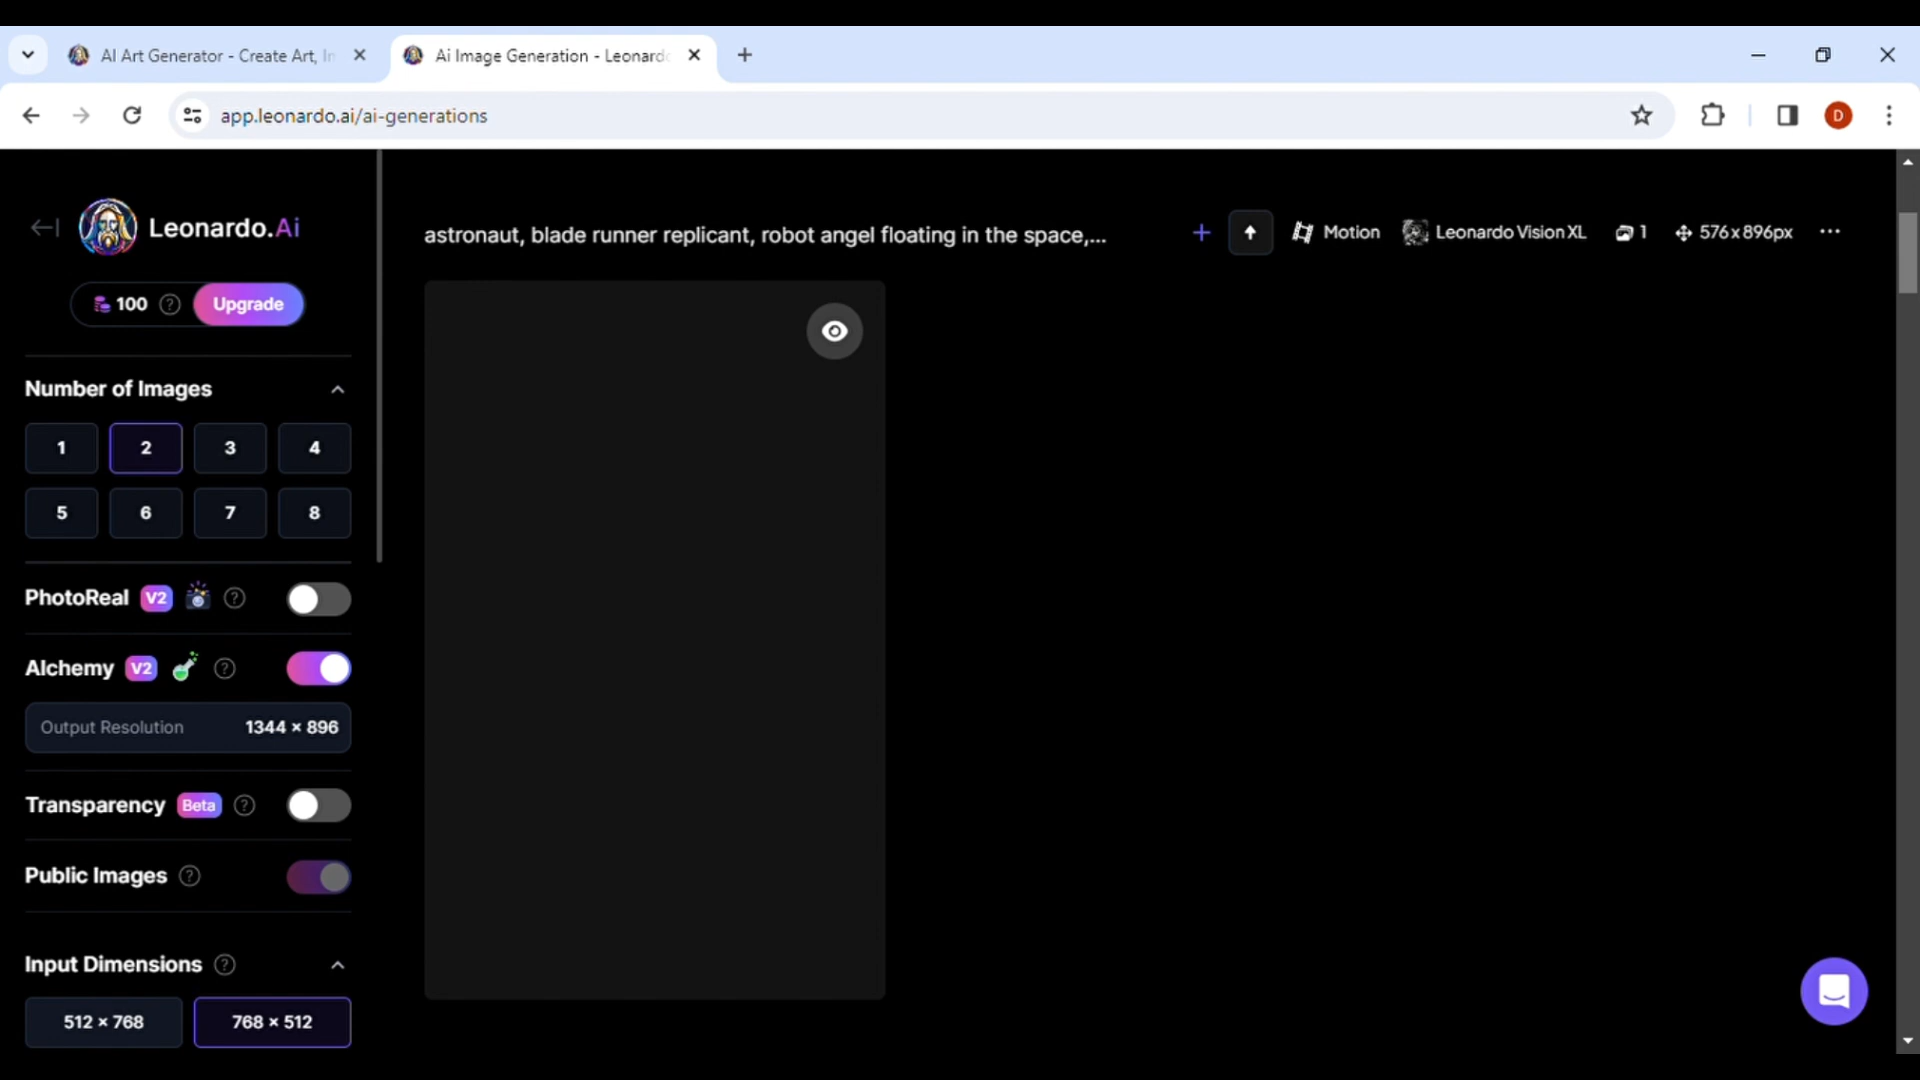 AI Art Generator - Create Art, In
Ai Image Generation - Leonardo
app.leonardo.ai/ai-generations
D
Leonardo.Ai
100
Upgrade
astronaut, blade runner replicant, robot angel floating in the space,...
Motion
Leonardo Vision XL
1
576x896px
Number of Images
1 2 3 4
5 6 7 8
PhotoReal V2
Alchemy V2
Output Resolution 1344 × 896
Transparency Beta
Public Images
Input Dimensions
512 × 768 768 × 512